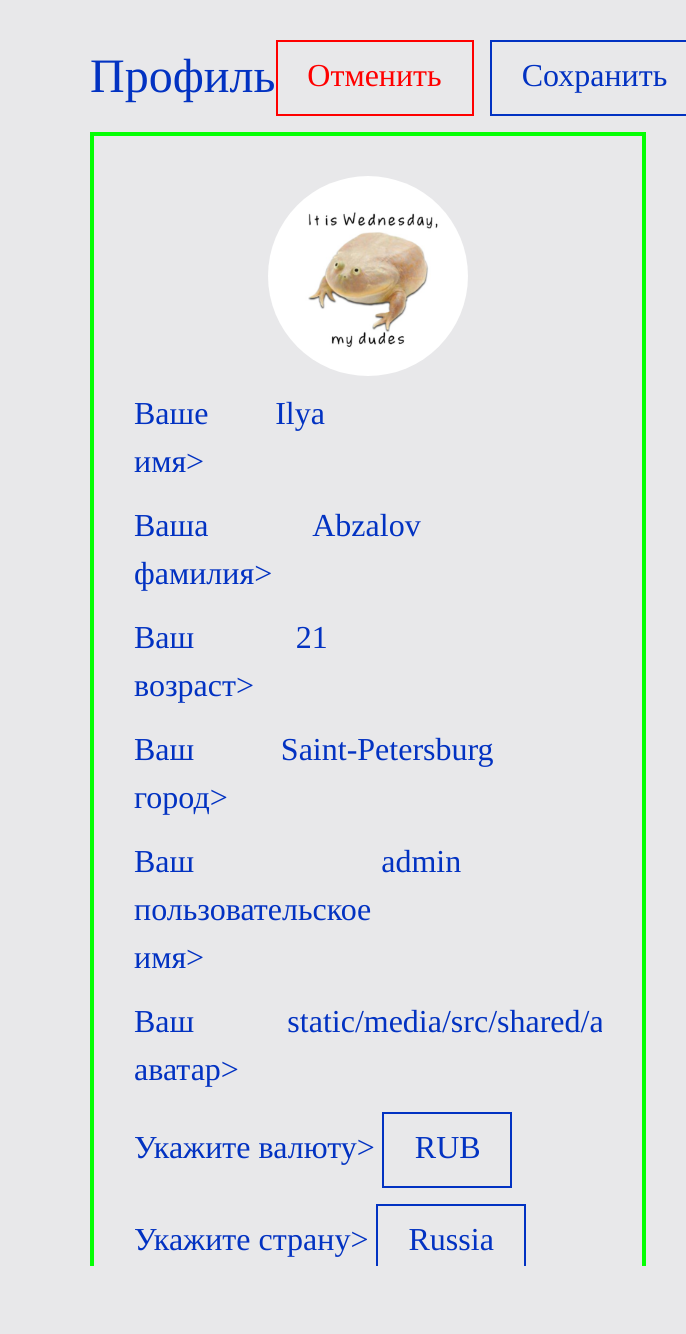 Профиль Отменить Сохранить
It is Wednesday,
my dudes
Ваше Ilya
имя>
Ваша Abzalov
фамилия>
Ваш 21
возраст>
Ваш Saint-Petersburg
город>
Ваш admin
пользовательское
имя>
Ваш static/media/src/shared/a
аватар>
Укажите валюту> RUB
Укажите страну> Russia